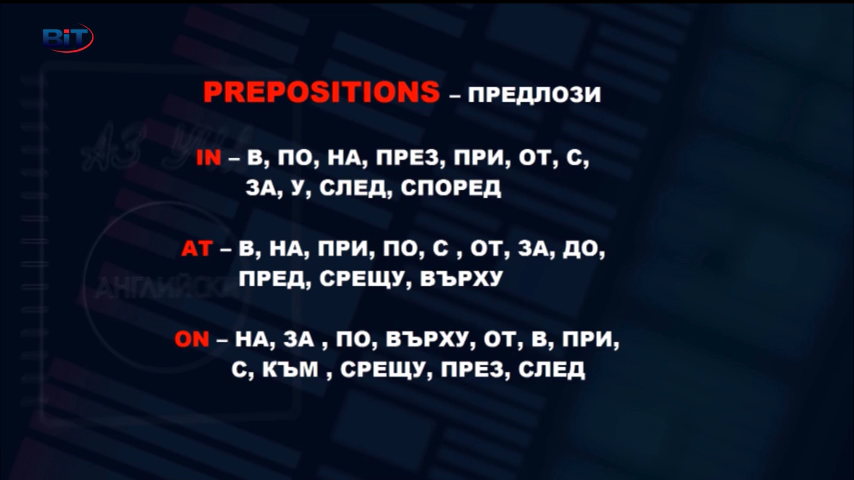 BiT
PREPOSITIONS – ПРЕДЛОЗИ
IN – В, ПО, НА, ПРЕЗ, ПРИ, ОТ, С,
ЗА, У, СЛЕД, СПОРЕД
AT – В, НА, ПРИ, ПО, С , ОТ, ЗА, ДО,
ПРЕД, СРЕЩУ, ВЪРХУ
ON – НА, ЗА , ПО, ВЪРХУ, ОТ, В, ПРИ,
С, КЪМ , СРЕЩУ, ПРЕЗ, СЛЕД